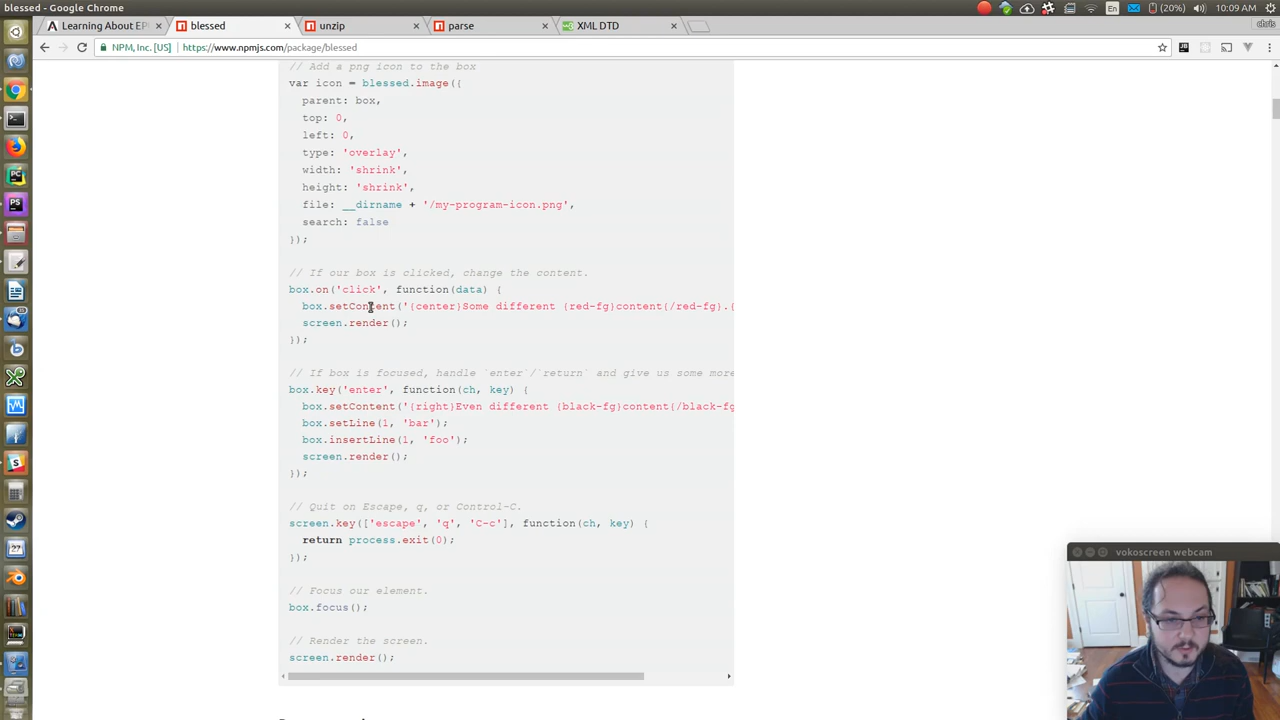 blessed - Google Chrome
En
(20%)
10:09 AM
Learning About EP
blessed
unzip
parse
XML DTD
chris
NPM, Inc. [US]
https://www.npmjs.com/package/blessed
// Add a png icon to the box
var icon = blessed.image({
parent: box,
top: 0,
left: 0,
type: 'overlay',
width: 'shrink',
height: 'shrink',
file: __dirname + '/my-program-icon.png',
search: false
});
// If our box is clicked, change the content.
box.on('click', function(data) {
box.setContent('{center}Some different {red-fg}content{/red-fg}.{
screen.render();
});
// If box is focused, handle `enter`/`return` and give us some more
box.key('enter', function(ch, key) {
box.setContent('{right}Even different {black-fg}content{/black-fg
box.setLine(1, 'bar');
box.insertLine(1, 'foo');
screen.render();
});
// Quit on Escape, q, or Control-C.
screen.key(['escape', 'q', 'C-c'], function(ch, key) {
return process.exit(0);
});
// Focus our element.
box.focus();
// Render the screen.
screen.render();
vokoscreen webcam